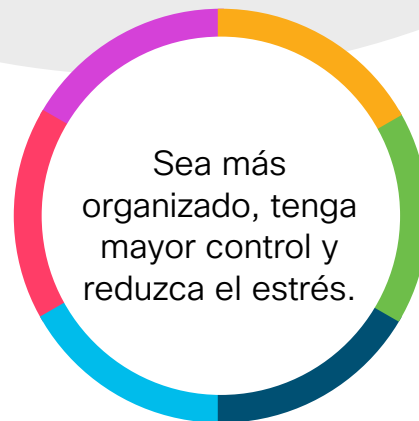 Sea más
organizado, tenga
mayor control y
reduzca el estrés.